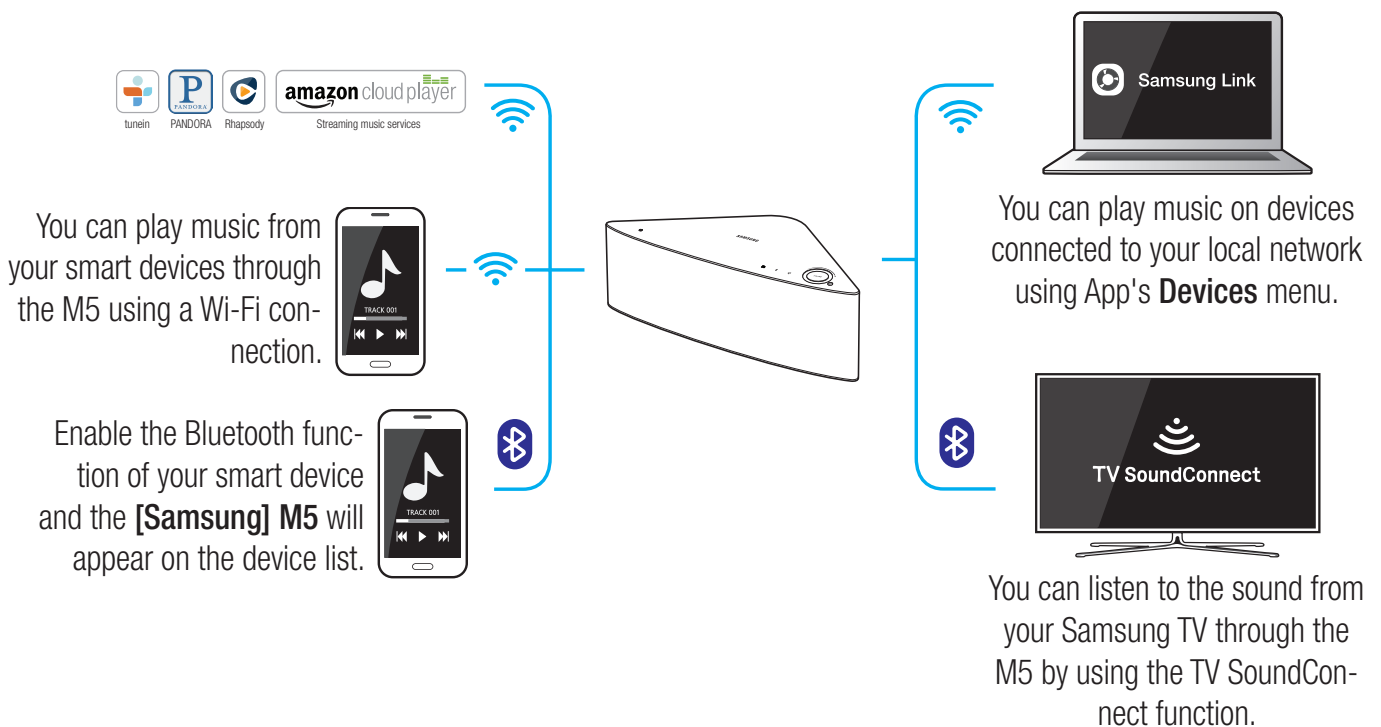 tunein
P
PANDORA
PANDORA
Rhapsody
amazon cloud player
Streaming music services
You can play music from
your smart devices through
the M5 using a Wi-Fi con-
nection.
TRACK 001
Enable the Bluetooth func-
tion of your smart device
and the [Samsung] M5 will
appear on the device list.
TRACK 001
SAMSUNG
Samsung Link
You can play music on devices
connected to your local network
using App's Devices menu.
TV SoundConnect
You can listen to the sound from
your Samsung TV through the
M5 by using the TV SoundCon-
nect function.